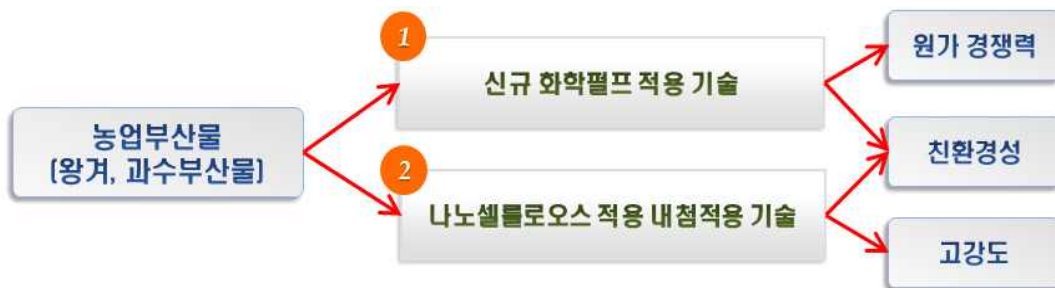 농업부산물
(왕겨, 과수부산물)
1
신규 화학펄프 적용 기술
2
나노셀룰로오스 적용 내첨적용 기술
원가 경쟁력
친환경성
고강도